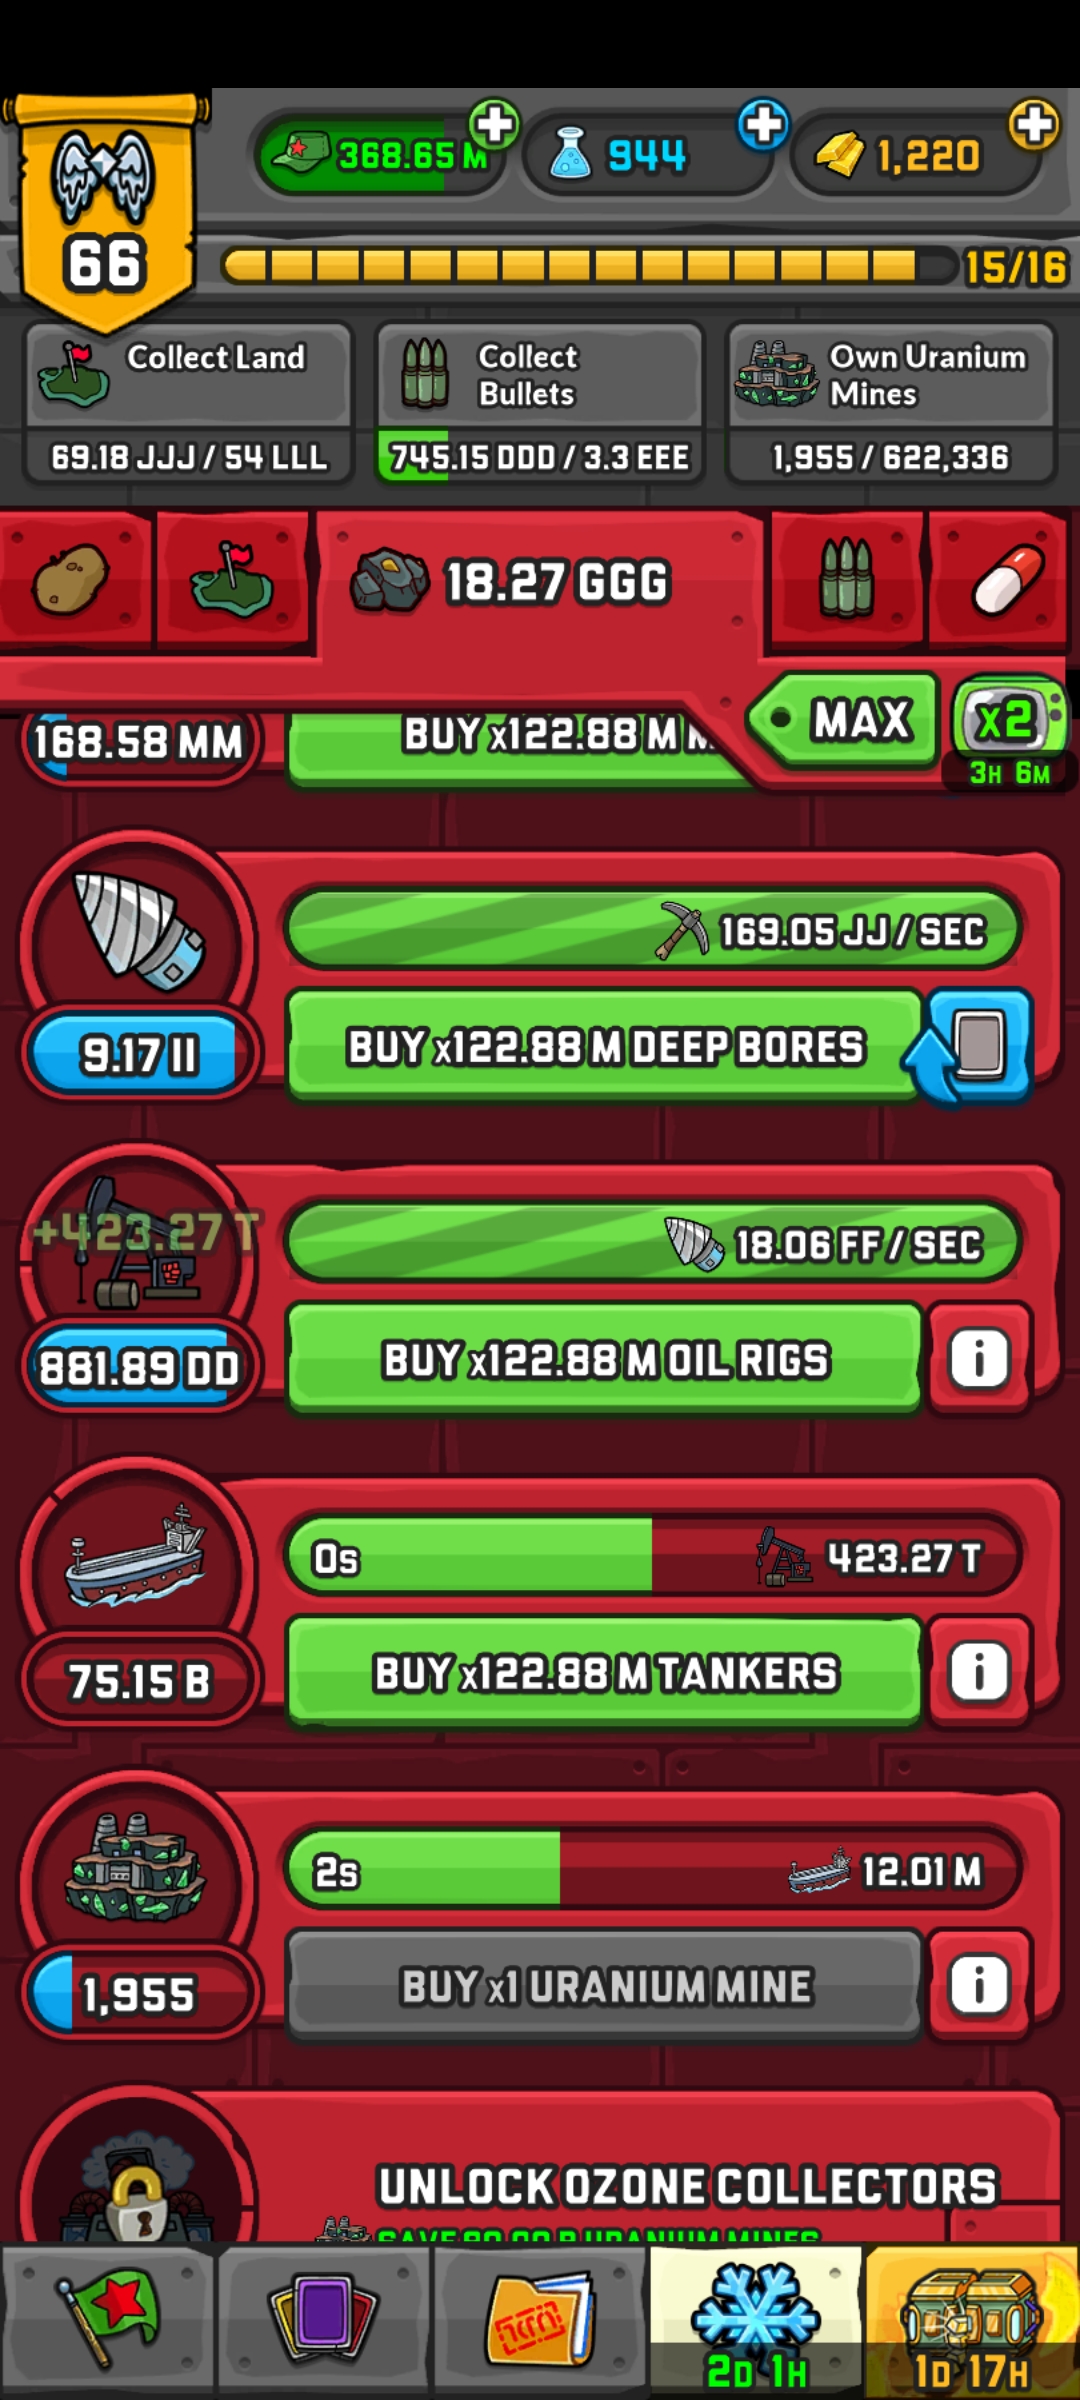 368.65 M
944
1,220
66
15/16
Collect Land
69.18 JJJ / 54 LLL
Collect
Bullets
745.15 DDD / 3.3 EEE
Own Uranium
Mines
1,955 / 622,336
18.27 GGG
MAX
x2
3H 6M
168.58 MM
BUY x122.88 M
9.17 II
169.05 JJ / SEC
BUY x122.88 M DEEP BORES
+423.27 T
881.89 DD
18.06 FF / SEC
BUY x122.88 M OIL RIGS
75.15 B
0s
423.27 T
BUY x122.88 M TANKERS
1,955
2s
12.01 M
BUY x1 URANIUM MINE
UNLOCK OZONE COLLECTORS
2D 1H
1D 17H